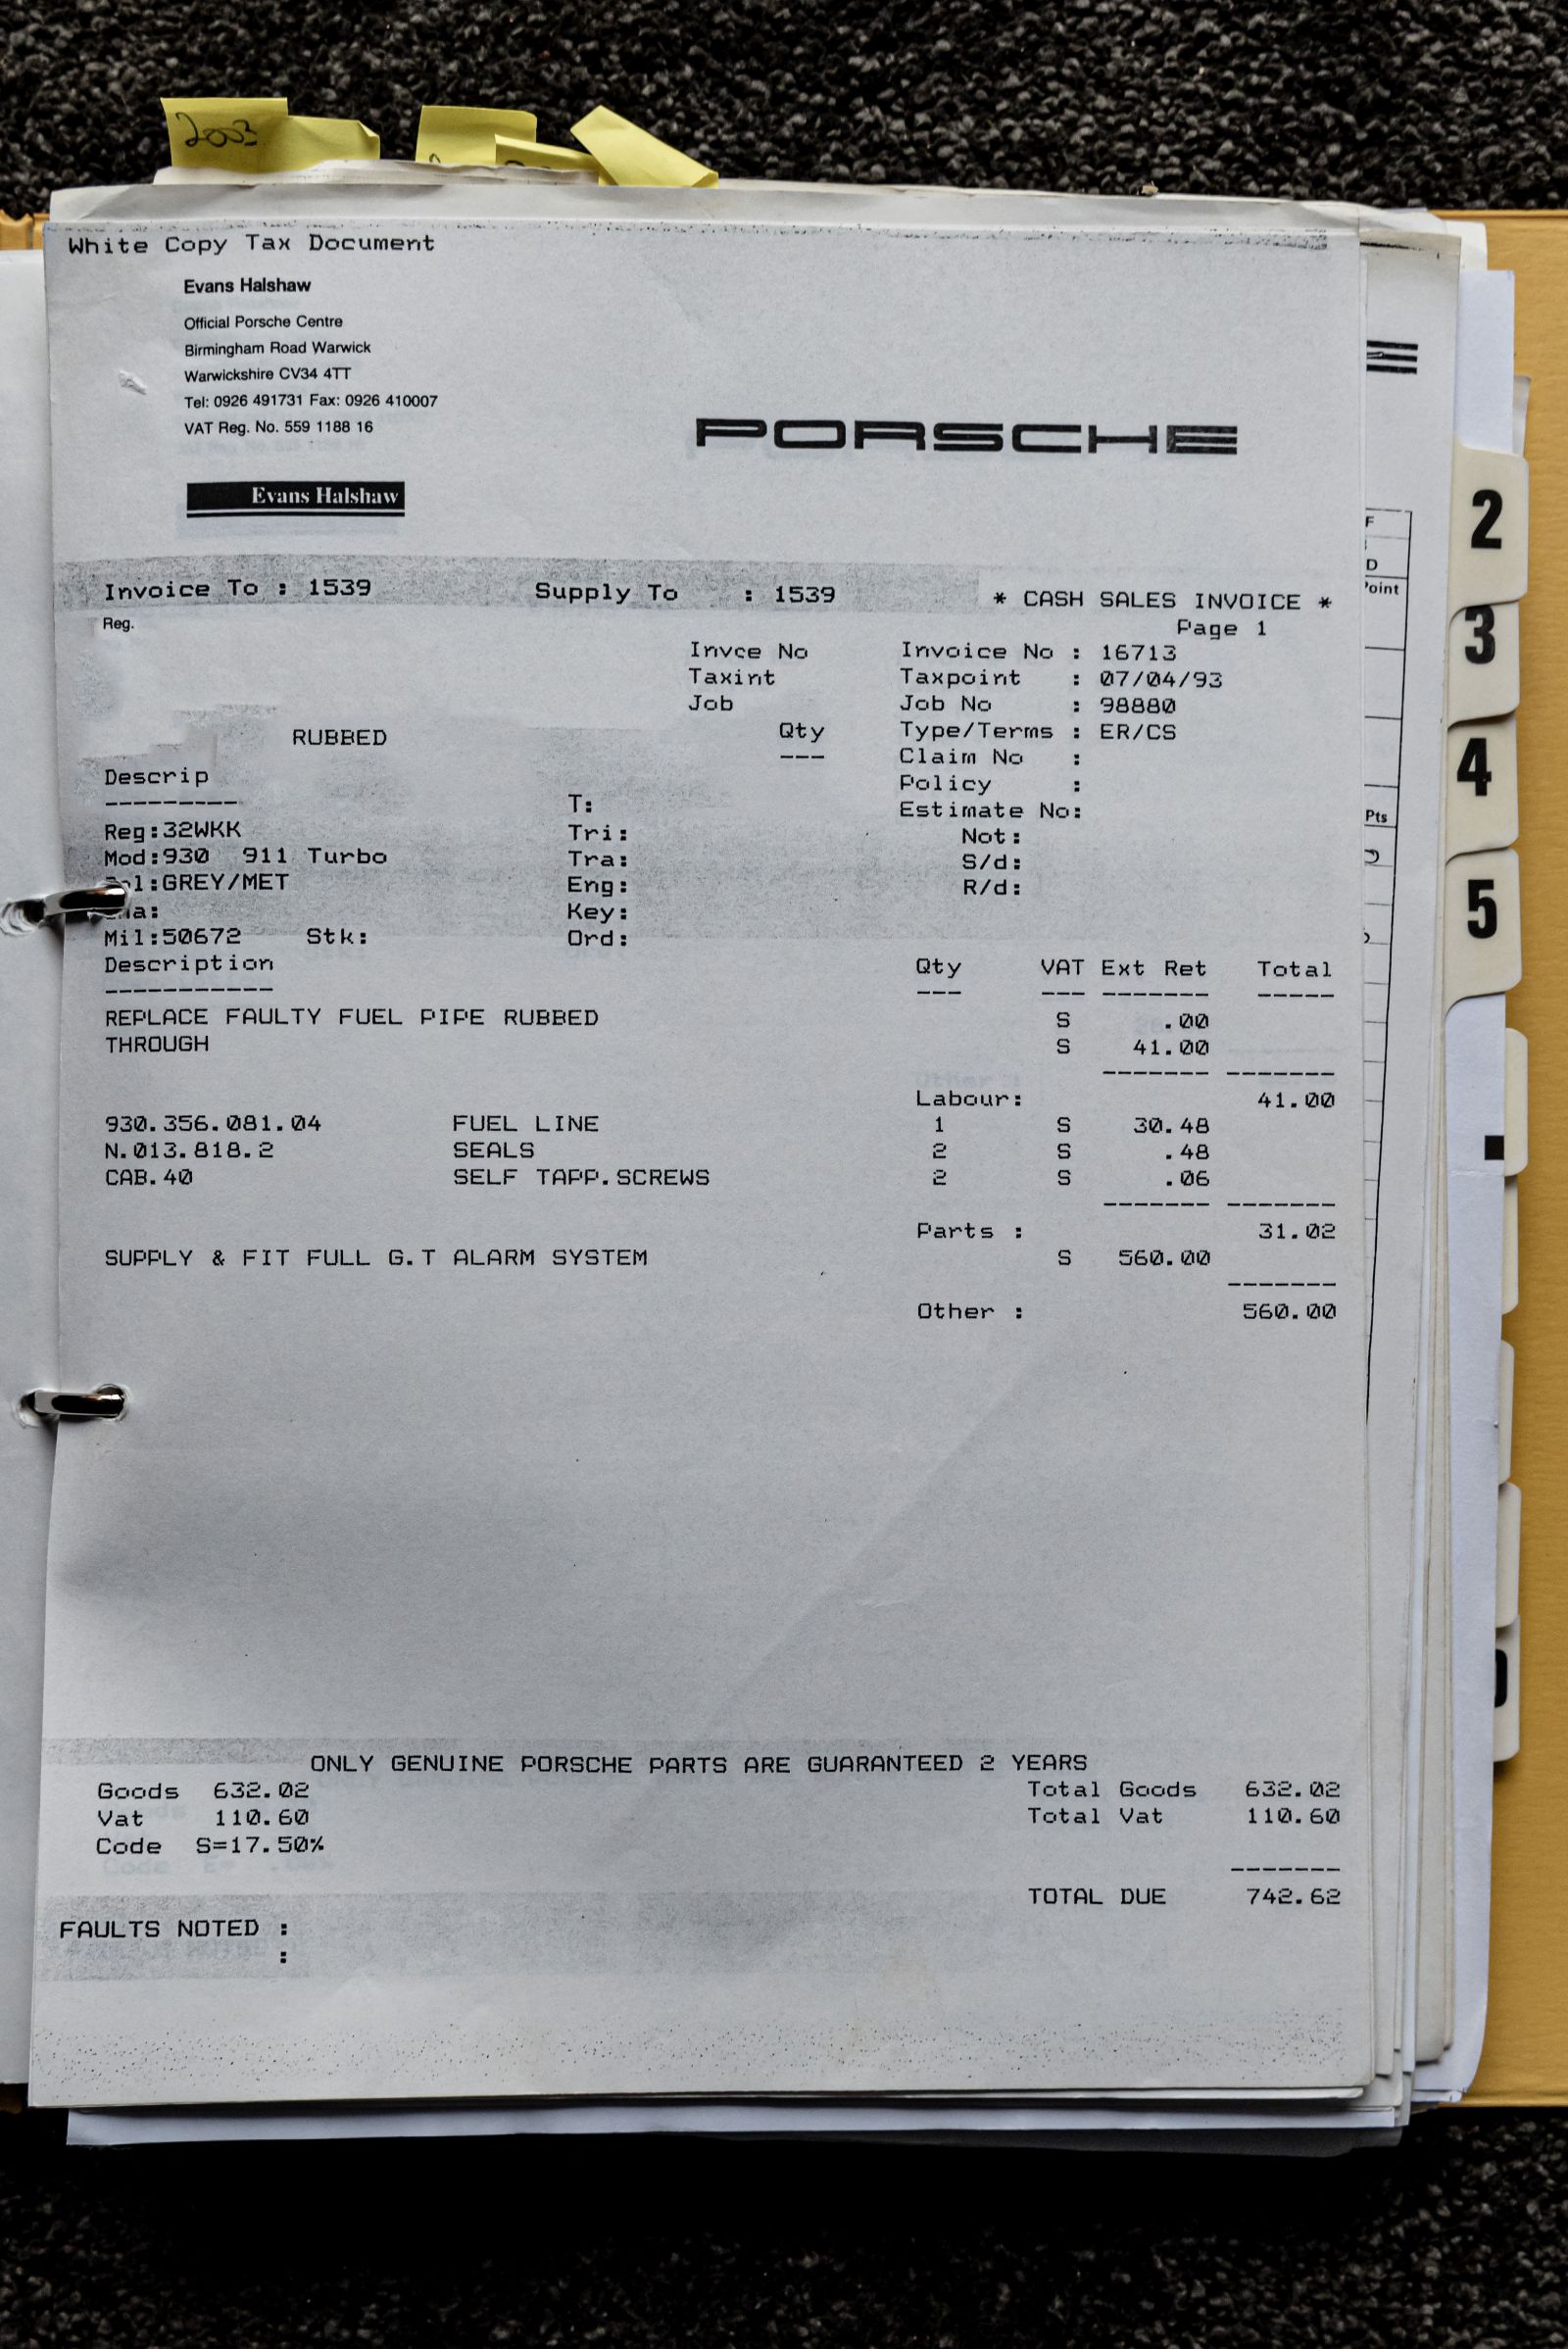 2003
White Copy Tax Document
Evans Halshaw
Official Porsche Centre
Birmingham Road Warwick
Warwickshire CV34 4TT
Tel: 0926 491731 Fax: 0926 410007
VAT Reg. No. 559 1188 16
PORSCHE
Evans Halshaw
Invoice To : 1539 Supply To : 1539 * CASH SALES INVOICE *
Reg. Page 1
Invce No Invoice No : 16713
Taxint Taxpoint : 07/04/93
Job Job No : 98880
RUBBED Qty Type/Terms : ER/CS
--- Claim No :
Descrip Policy :
--------- T: Estimate No:
Reg:32WKK Tri: Not:
Mod:930 911 Turbo Tra: S/d:
:GREY/MET Eng: R/d:
Key:
Mil:50672 Stk: Ord:
Description Qty VAT Ext Ret Total
----------- --- --- ------- -----
REPLACE FAULTY FUEL PIPE RUBBED S .00
THROUGH S 41.00
------- -------
Labour: 41.00
930.356.081.04 FUEL LINE 1 S 30.48
N.013.818.2 SEALS 2 S .48
CAB.40 SELF TAPP.SCREWS 2 S .06
------- -------
Parts : 31.02
SUPPLY & FIT FULL G.T ALARM SYSTEM S 560.00
-------
Other : 560.00
ONLY GENUINE PORSCHE PARTS ARE GUARANTEED 2 YEARS
Goods 632.02 Total Goods 632.02
Vat 110.60 Total Vat 110.60
Code S=17.50%
-------
TOTAL DUE 742.62
FAULTS NOTED :
:
F
D
Point
Pts
2
3
4
5